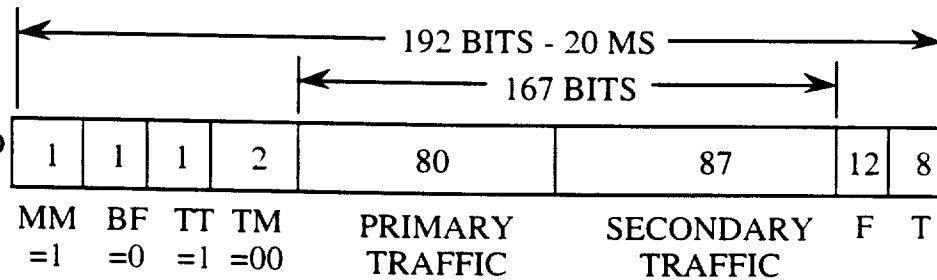 192 BITS - 20 MS
167 BITS
1 1 1 2 80 87 12 8
MM BF TT TM PRIMARY SECONDARY F T
=1 =0 =1 =00 TRAFFIC TRAFFIC